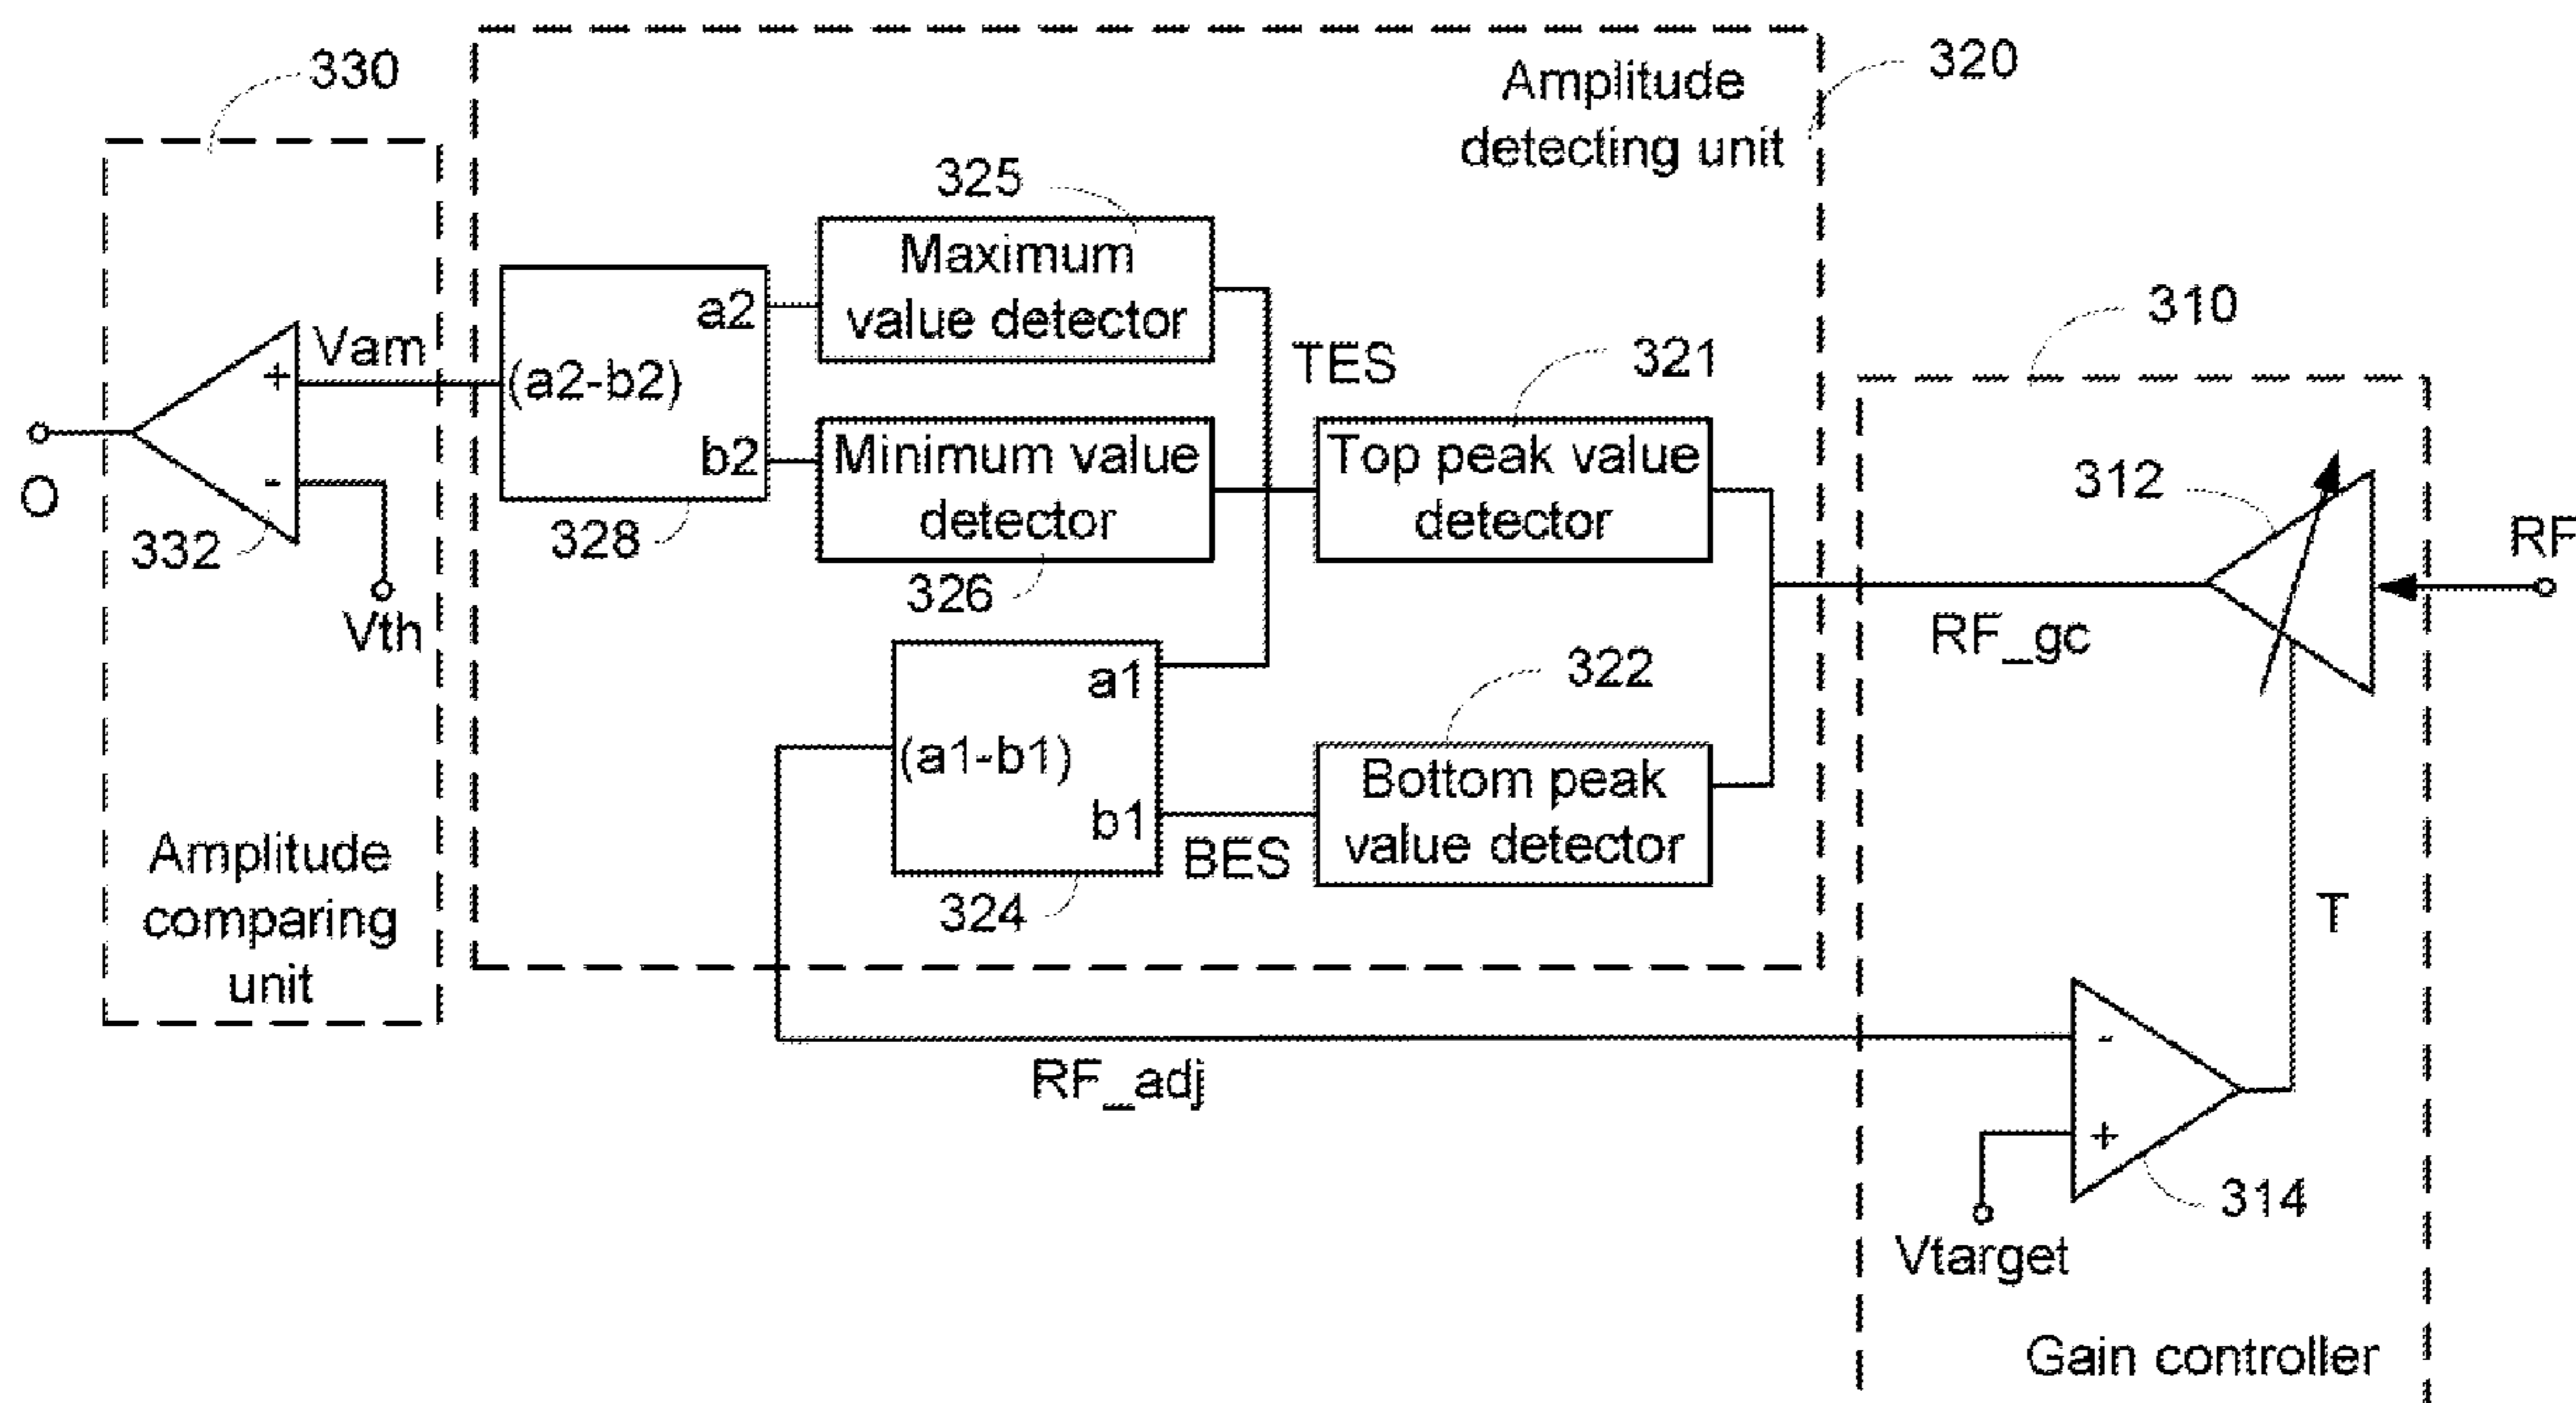 330
Amplitude
detecting unit
320
325
Maximum
value detector
a2
(a2-b2)
b2
328
Vam
+
-
332
O
Vth
Minimum value
detector
326
TES
321
Top peak value
detector
310
312
RF
RF_gc
322
Bottom peak
value detector
a1
(a1-b1)
b1
BES
324
Amplitude
comparing
unit
T
RF_adj
-
+
314
Vtarget
Gain controller